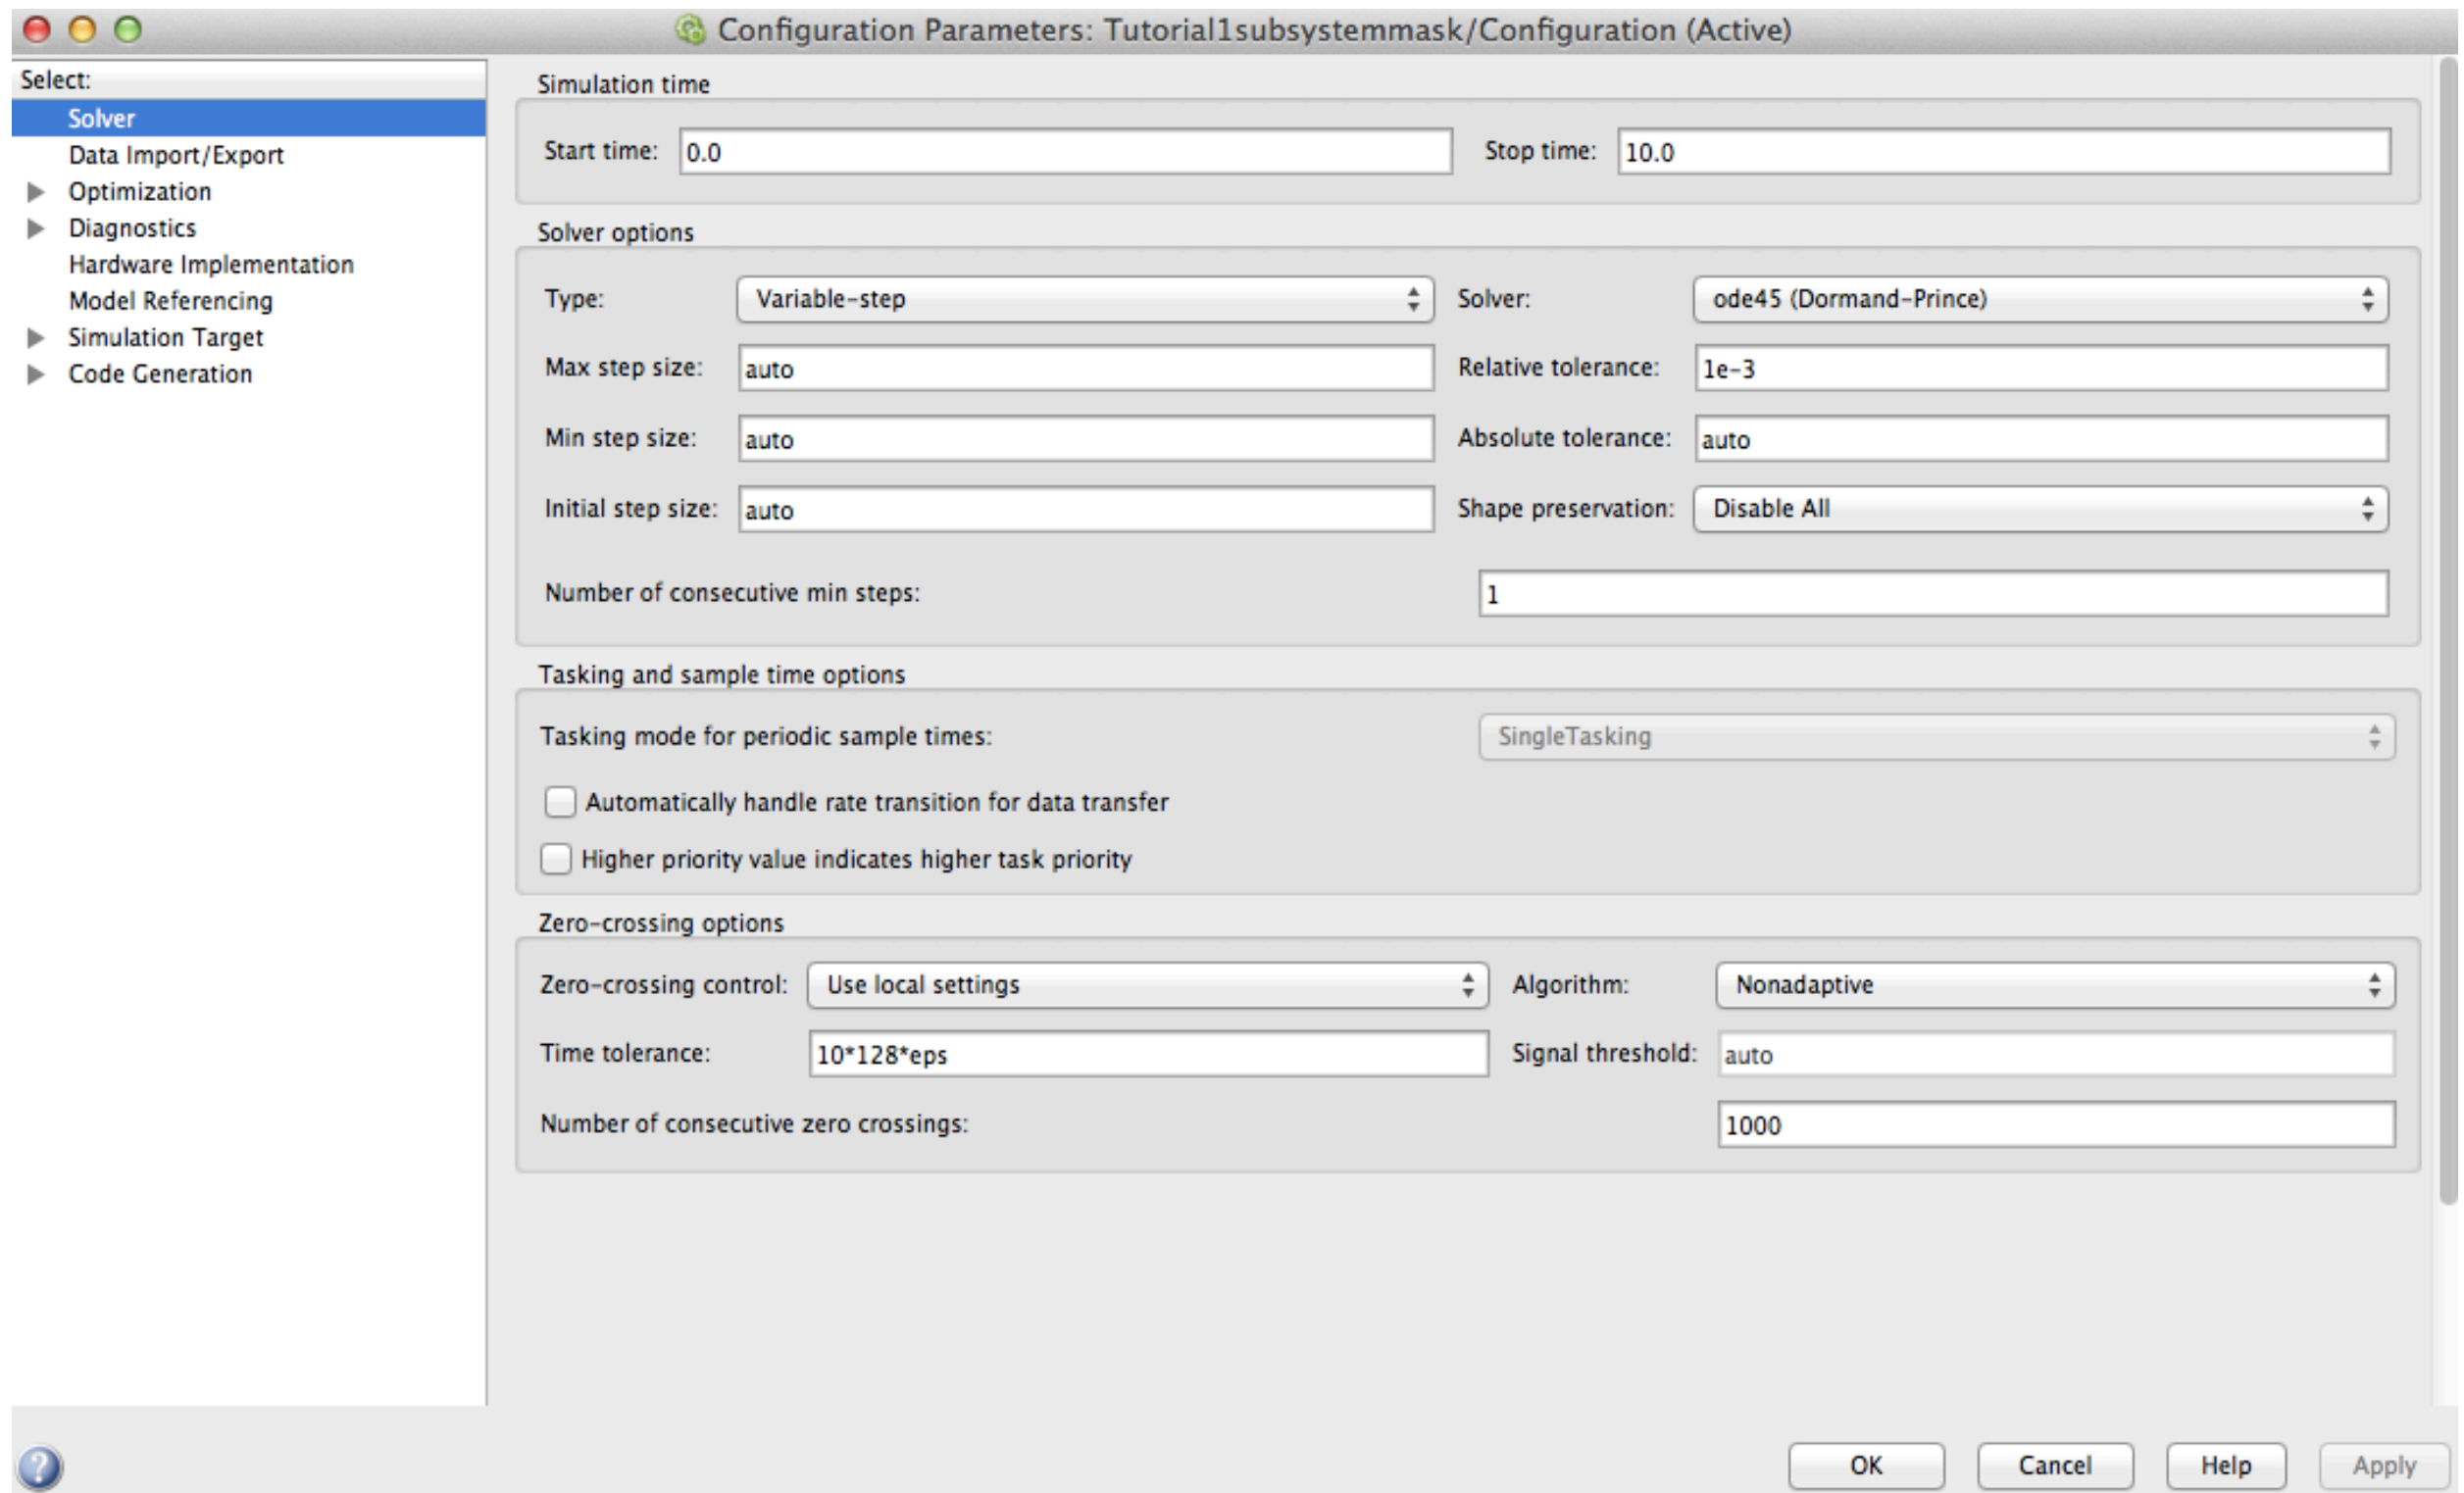 Configuration Parameters: Tutorial1subsystemmask/Configuration (Active)
Select:
Solver
Data Import/Export
Optimization
Diagnostics
Hardware Implementation
Model Referencing
Simulation Target
Code Generation
Simulation time
Start time: 0.0 Stop time: 10.0
Solver options
Type: Variable-step Solver: ode45 (Dormand-Prince)
Max step size: auto Relative tolerance: 1e-3
Min step size: auto Absolute tolerance: auto
Initial step size: auto Shape preservation: Disable All
Number of consecutive min steps: 1
Tasking and sample time options
Tasking mode for periodic sample times: SingleTasking
Automatically handle rate transition for data transfer
Higher priority value indicates higher task priority
Zero-crossing options
Zero-crossing control: Use local settings Algorithm: Nonadaptive
Time tolerance: 10*128*eps Signal threshold: auto
Number of consecutive zero crossings: 1000
? OK Cancel Help Apply